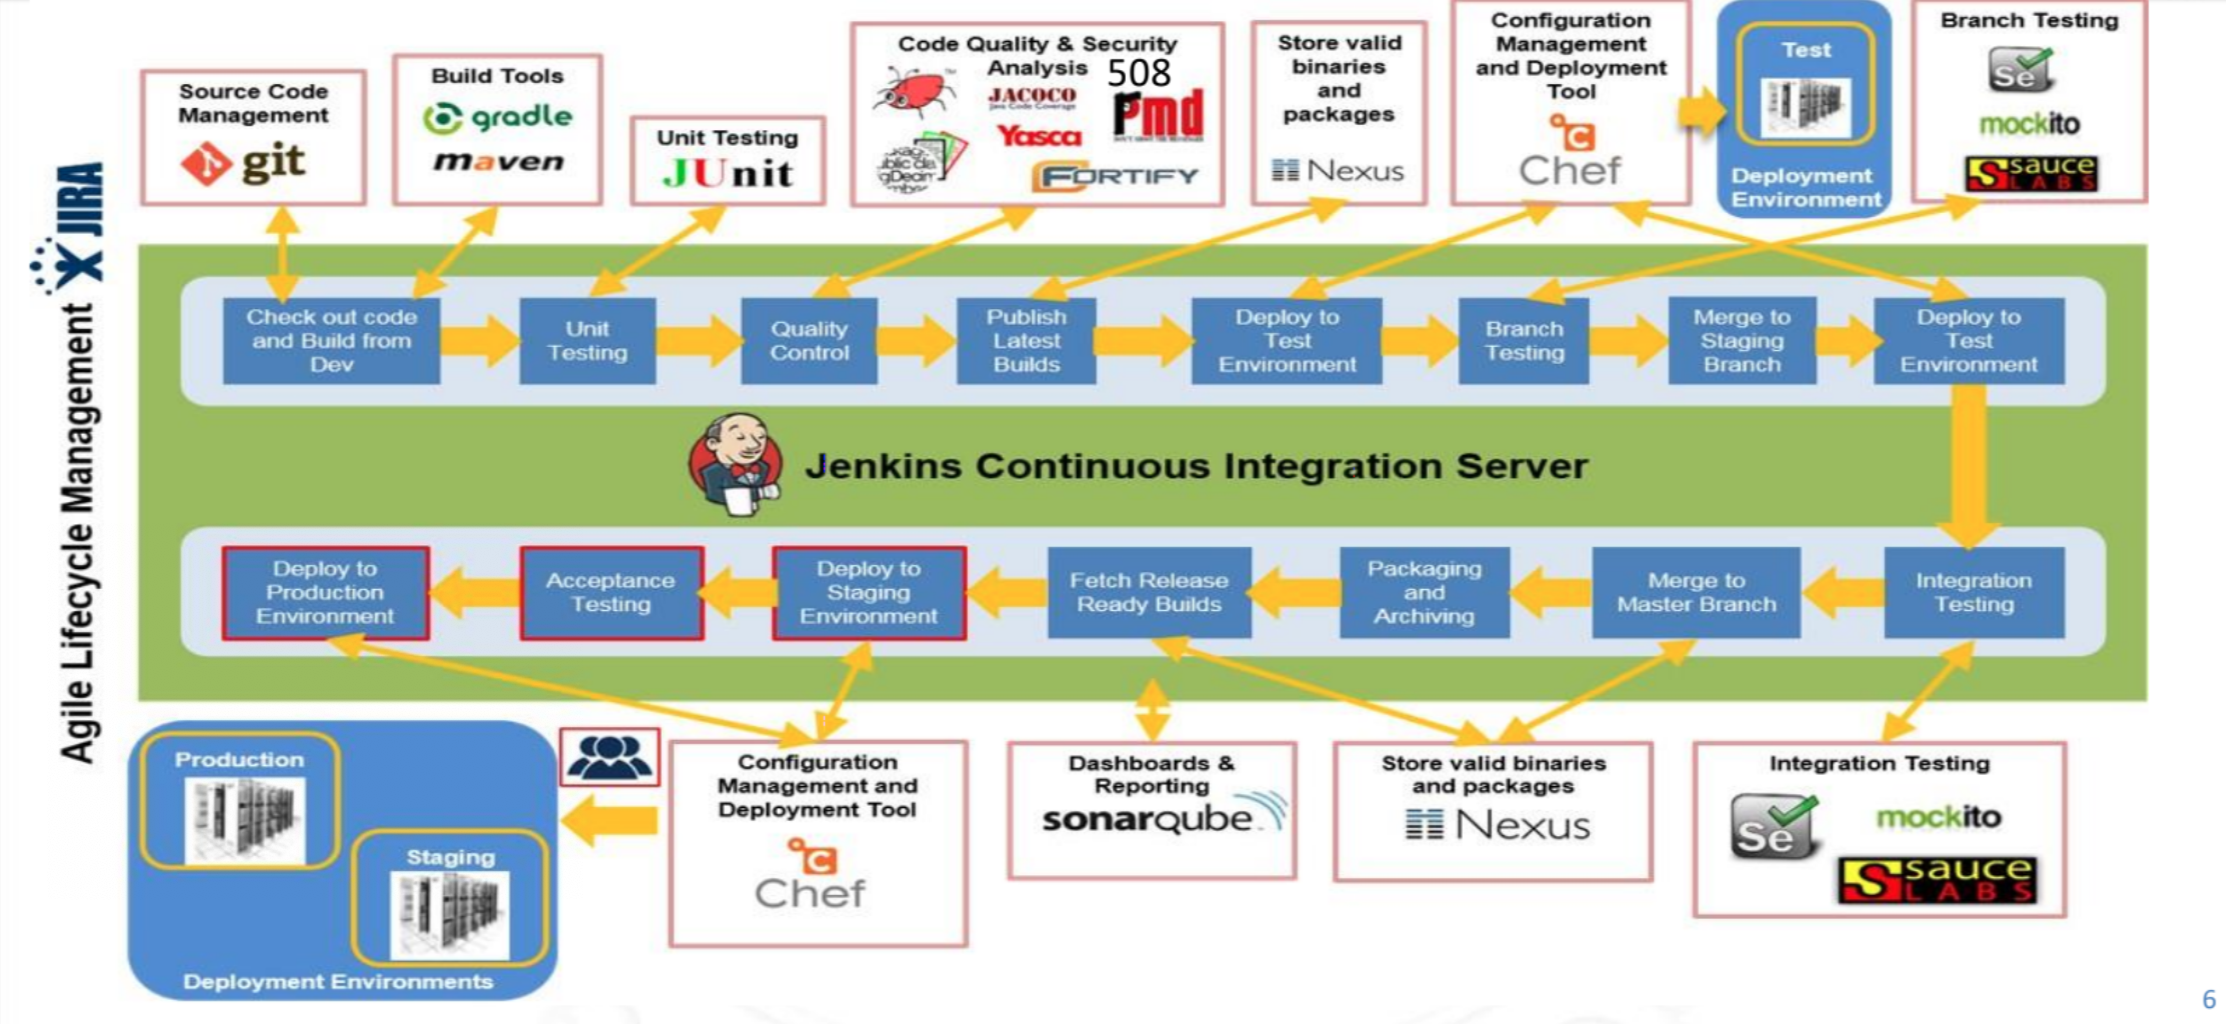 Agile Lifecycle Management
JIRA
Source Code
Management
git
Build Tools
gradle
maven
Unit Testing
JUnit
Code Quality & Security
Analysis
508
JACOCO
Java Code Coverage
pmd
Yasca
FORTIFY
Store valid
binaries
and
packages
Nexus
Configuration
Management
and Deployment
Tool
Chef
Test
Deployment
Environment
Branch Testing
Se
mockito
sauce
LABS
Check out code
and Build from
Dev
Unit
Testing
Quality
Control
Publish
Latest
Builds
Deploy to
Test
Environment
Branch
Testing
Merge to
Staging
Branch
Deploy to
Test
Environment
Jenkins Continuous Integration Server
Deploy to
Production
Environment
Acceptance
Testing
Deploy to
Staging
Environment
Fetch Release
Ready Builds
Packaging
and
Archiving
Merge to
Master Branch
Integration
Testing
Production
Staging
Deployment Environments
Configuration
Management and
Deployment Tool
Chef
Dashboards &
Reporting
sonarqube
Store valid binaries
and packages
Nexus
Integration Testing
Se
mockito
sauce
LABS
6